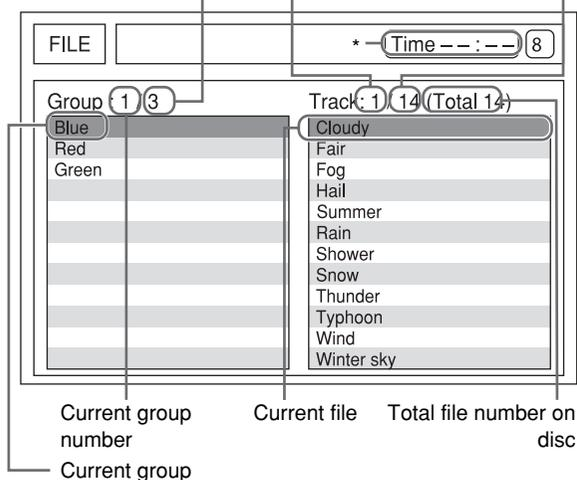 FILE
* Time – – : – – 8
Group : 1 / 3
Track: 1 / 14 (Total 14)
Blue
Red
Green
Cloudy
Fair
Fog
Hail
Summer
Rain
Shower
Snow
Thunder
Typhoon
Wind
Winter sky
Current group
number
Current file
Total file number on
disc
Current group